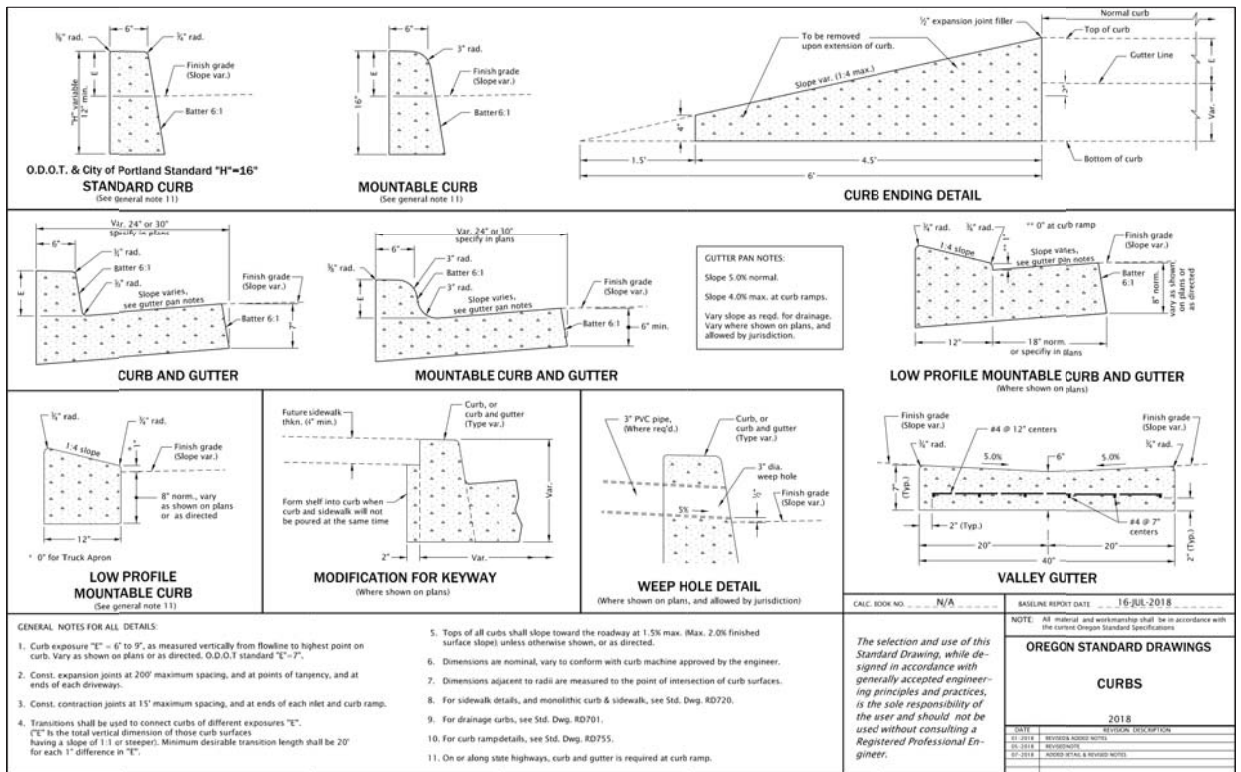 6"
3/4" rad.
3/4" rad.
Finish grade
(Slope var.)
E
"H" variable
12" min.
Batter 6:1
O.D.O.T. & City of Portland Standard "H"=16"
STANDARD CURB
(See general note 11)
6"
3" rad.
Finish grade
(Slope var.)
E
16"
Batter 6:1
MOUNTABLE CURB
(See general note 11)
½" expansion joint filler
Normal curb
To be removed
upon extension of curb.
Top of curb
Slope var. (1:4 max.)
Gutter Line
E
3"
Var.
4"
Bottom of curb
1.5'
4.5'
6'
CURB ENDING DETAIL
Var. 24" or 30"
specify in plans
6"
Batter 6:1
Finish grade
(Slope var.)
Slope varies,
see gutter pan notes
E
Batter 6:1
7"
CURB AND GUTTER
Var. 24" or 30"
specify in plans
6"
3" rad.
Batter 6:1
3" rad.
Finish grade
(Slope var.)
Slope varies,
see gutter pan notes
E
Batter 6:1
6" min.
MOUNTABLE CURB AND GUTTER
GUTTER PAN NOTES:
Slope 5.0% normal.
Slope 4.0% max. at curb ramps.
Vary slope as reqd. for drainage.
Vary where shown on plans, and
allowed by jurisdiction.
¾" rad.
¾" rad.
** 0" at curb ramp
1:4 slope
Slope varies,
see gutter pan notes
Finish grade
(Slope var.)
Batter
6:1
8" norm.
vary as shown
on plans or
as directed
12"
18" norm.
or specifiy in plans
LOW PROFILE MOUNTABLE CURB AND GUTTER
(Where shown on plans)
¾" rad.
¾" rad.
1:4 slope
Finish grade
(Slope var.)
8" norm., vary
as shown on plans
or as directed
12"
* 0" for Truck Apron
LOW PROFILE
MOUNTABLE CURB
(See general note 11)
Future sidewalk
thkn. (4" min.)
Curb, or
curb and gutter
(Type var.)
Form shelf into curb when
curb and sidewalk will not
be poured at the same time
Var.
2"
Var.
MODIFICATION FOR KEYWAY
(Where shown on plans)
3" PVC pipe,
(Where req'd.)
Curb, or
curb and gutter
(Type var.)
3" dia.
weep hole
½"
Finish grade
(Slope var.)
5%
WEEP HOLE DETAIL
(Where shown on plans, and allowed by jurisdiction)
Finish grade
(Slope var.)
#4 @ 12" centers
Finish grade
(Slope var.)
¾" rad.
5.0%
6"
5.0%
¾" rad.
7"
(Typ.)
2" (Typ.)
#4 @ 7"
centers
2" (Typ.)
20"
20"
40"
VALLEY GUTTER
GENERAL NOTES FOR ALL DETAILS:
1. Curb exposure "E" = 6" to 9", as measured vertically from flowline to highest point on
curb. Vary as shown on plans or as directed. O.D.O.T standard "E"=7".
2. Const. expansion joints at 200' maximum spacing, and at points of tangency, and at
ends of each driveways.
3. Const. contraction joints at 15' maximum spacing, and at ends of each inlet and curb ramp.
4. Transitions shall be used to connect curbs of different exposures "E".
("E" Is the total vertical dimension of those curb surfaces
having a slope of 1:1 or steeper). Minimum desirable transition length shall be 20'
for each 1" difference in "E".
5. Tops of all curbs shall slope toward the roadway at 1.5% max. (Max. 2.0% finished
surface slope) unless otherwise shown, or as directed.
6. Dimensions are nominal, vary to conform with curb machine approved by the engineer.
7. Dimensions adjacent to radii are measured to the point of intersection of curb surfaces.
8. For sidewalk details, and monolithic curb & sidewalk, see Std. Dwg. RD720.
9. For drainage curbs, see Std. Dwg. RD701.
10. For curb ramp details, see Std. Dwg. RD755.
11. On or along state highways, curb and gutter is required at curb ramp.
CALC. BOOK NO. N/A
BASELINE REPORT DATE 16-JUL-2018
NOTE: All material and workmanship shall be in accordance with
the current Oregon Standard Specifications
The selection and use of this
Standard Drawing, while de-
signed in accordance with
generally accepted engineer-
ing principles and practices,
is the sole responsibility of
the user and should not be
used without consulting a
Registered Professional En-
gineer.
OREGON STANDARD DRAWINGS
CURBS
2018
DATE REVISION DESCRIPTION
01-2018 REVISED & ADDED NOTES
05-2018 REVISED NOTE
07-2018 ADDED DETAIL & REVISED NOTES